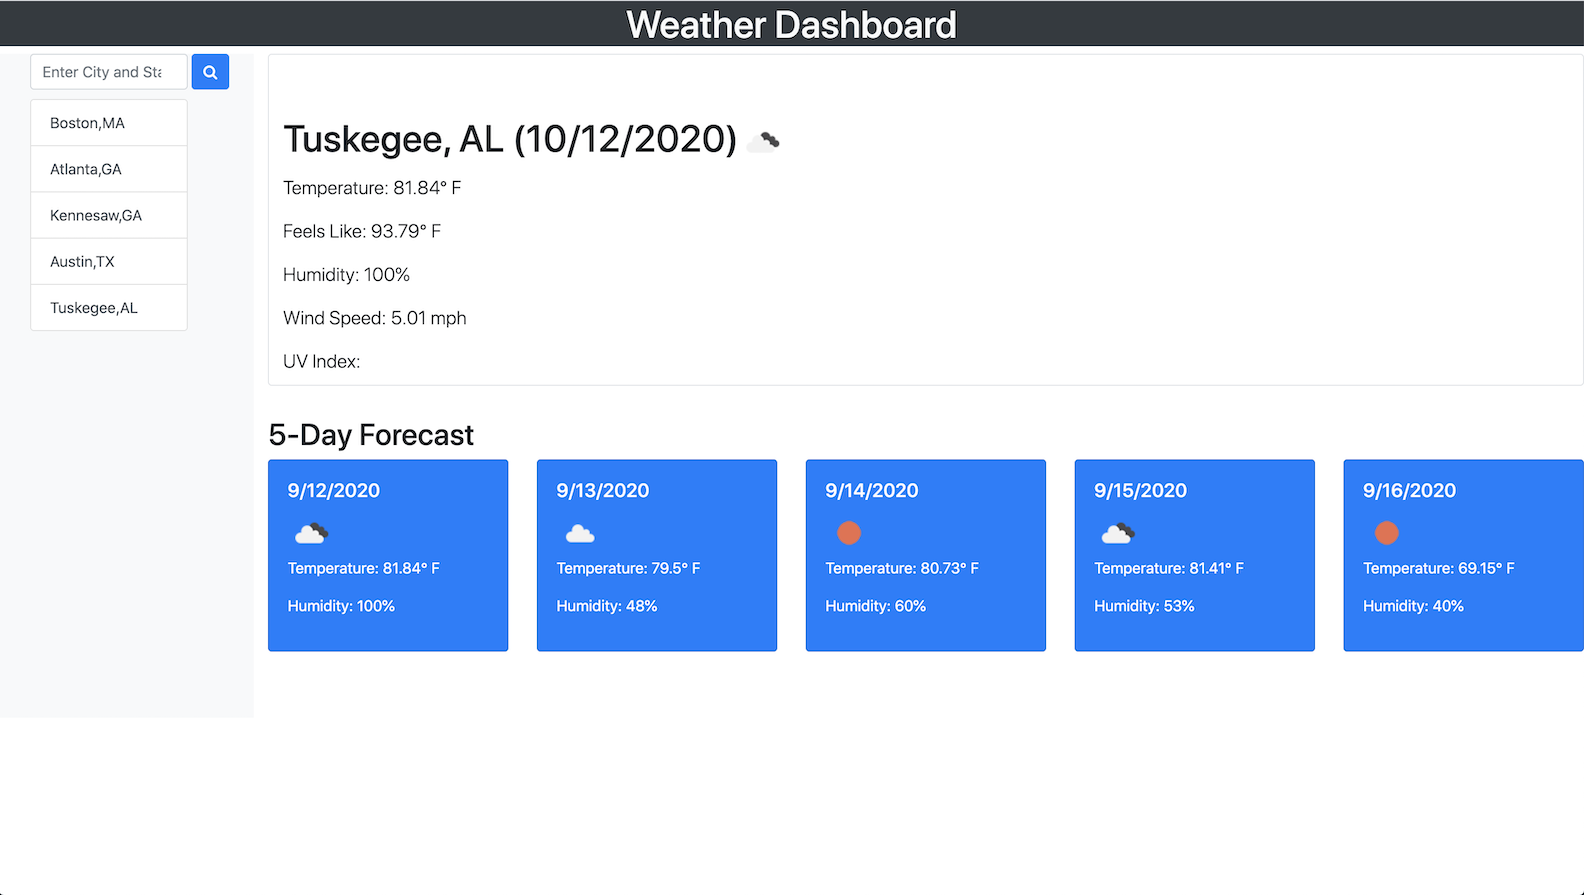 Weather Dashboard
Enter City and Sta
Boston,MA
Atlanta,GA
Kennesaw,GA
Austin,TX
Tuskegee,AL
Tuskegee, AL (10/12/2020)
Temperature: 81.84° F
Feels Like: 93.79° F
Humidity: 100%
Wind Speed: 5.01 mph
UV Index:
5-Day Forecast
9/12/2020
Temperature: 81.84° F
Humidity: 100%
9/13/2020
Temperature: 79.5° F
Humidity: 48%
9/14/2020
Temperature: 80.73° F
Humidity: 60%
9/15/2020
Temperature: 81.41° F
Humidity: 53%
9/16/2020
Temperature: 69.15° F
Humidity: 40%